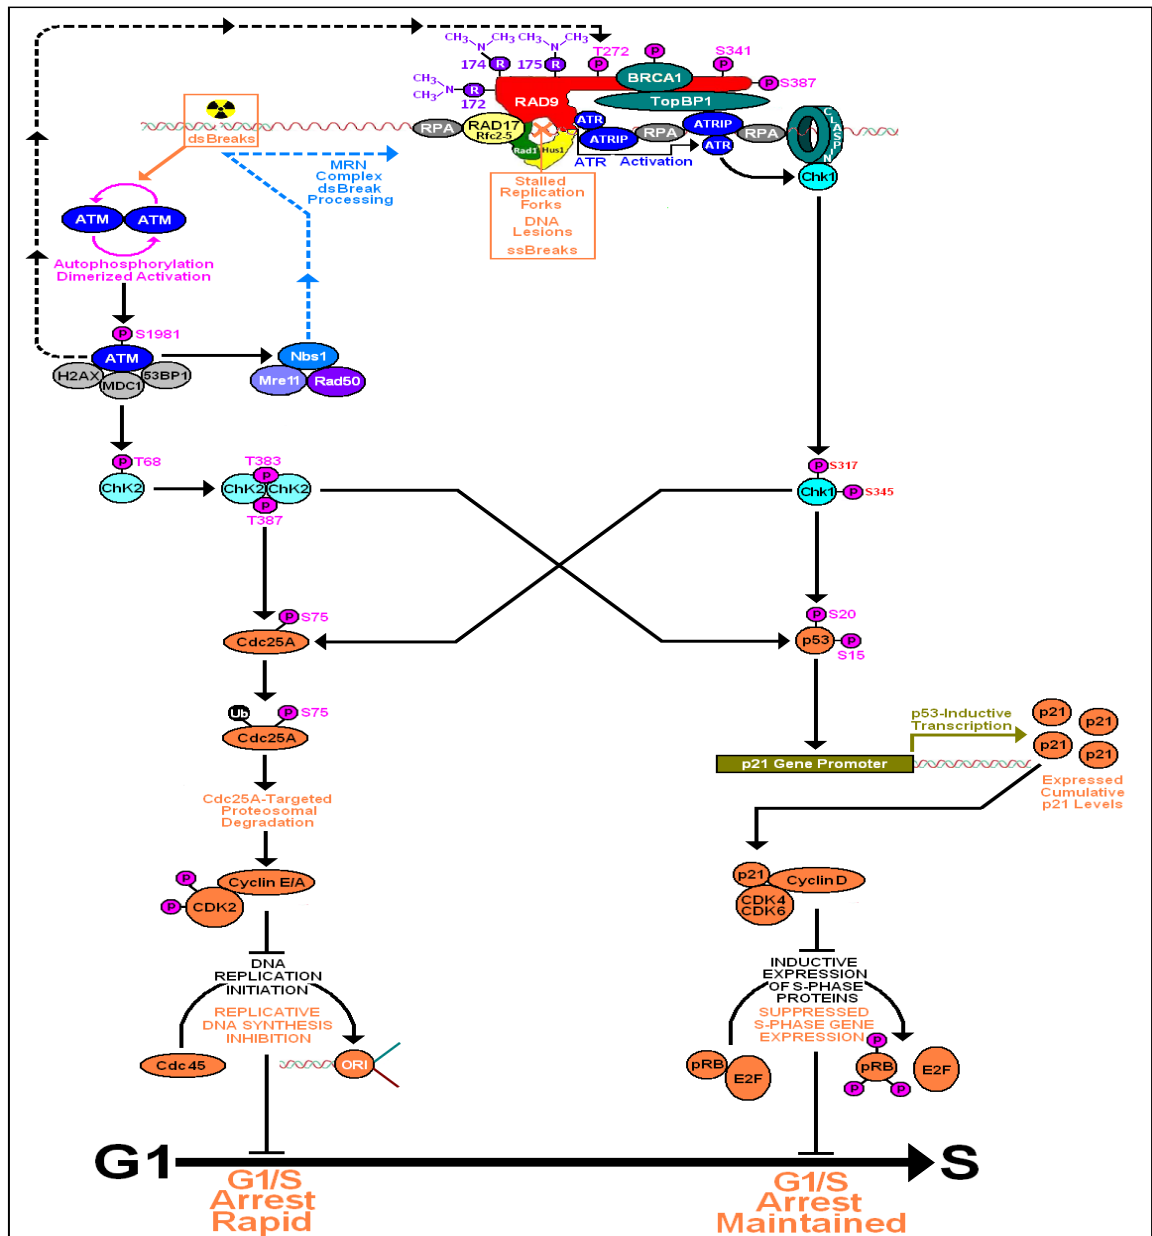 CH₃ CH₃
N
CH₃ CH₃
N
174 R
175 R
T272
P
P
S341
P
S387
P
CH₃
CH₃
N
R
172
BRCA1
RAD9
TopBP1
dsBreaks
RPA
RAD17
Rfc2-5
Rad1
Hus1
ATR
ATRIP
RPA
ATRIP
ATR
RPA
CLASPIN
Chk1
ATR Activation
MRN
Complex
dsBreak
Processing
Stalled
Replication
Forks
DNA
Lesions
ssBreaks
ATM ATM
Autophosphorylation
Dimerized Activation
P S1981
ATM
H2AX
MDC1
53BP1
Nbs1
Mre11
Rad50
P T68
ChK2
T383
P
ChK2 ChK2
P
T387
P S317
Chk1
P S345
P S75
Cdc25A
P S20
p53
P
S15
Ub
P S75
Cdc25A
p53-Inductive
Transcription
p21
p21
p21
p21
p21 Gene Promoter
Expressed
Cumulative
p21 Levels
Cdc25A-Targeted
Proteosomal
Degradation
P
P
Cyclin E/A
CDK2
p21
Cyclin D
CDK4
CDK6
DNA
REPLICATION
INITIATION
REPLICATIVE
DNA SYNTHESIS
INHIBITION
Cdc45
ORI
INDUCTIVE
EXPRESSION
OF S-PHASE
PROTEINS
SUPPRESSED
S-PHASE GENE
EXPRESSION
pRB
E2F
P
pRB
P
P
E2F
G1
S
G1/S
Arrest
Rapid
G1/S
Arrest
Maintained